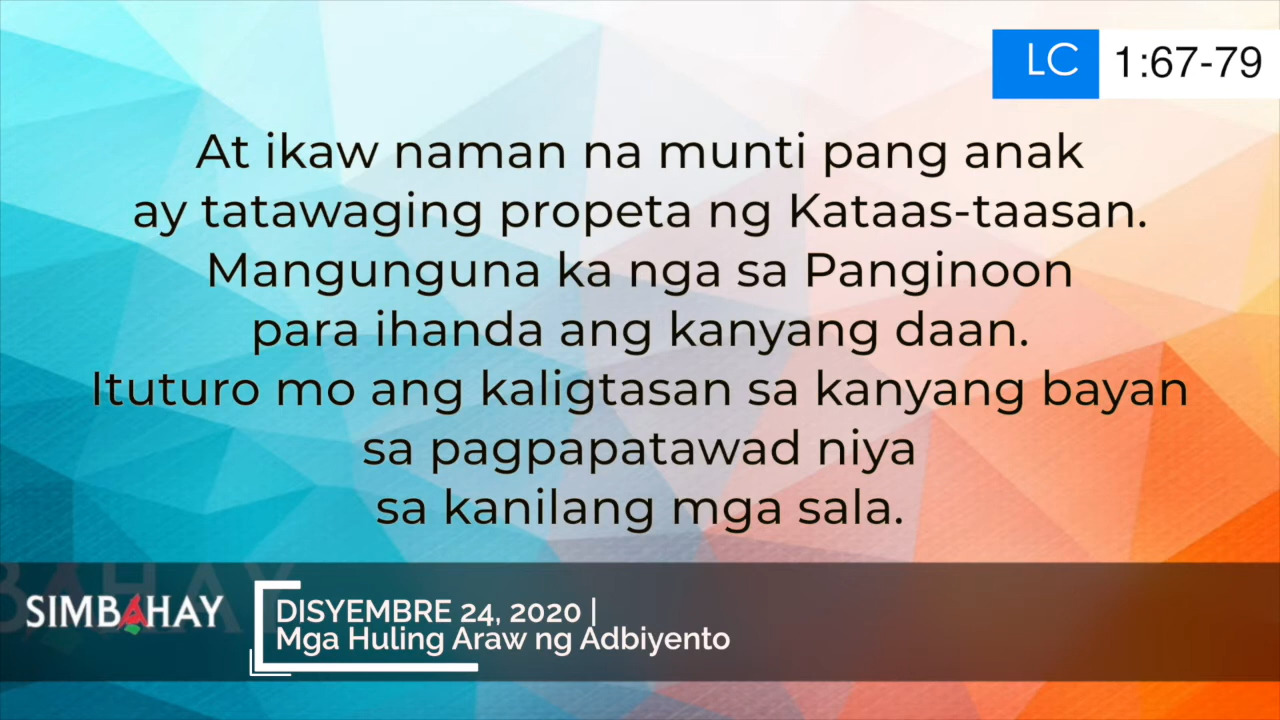 LC 1:67-79
At ikaw naman na munti pang anak
ay tatawaging propeta ng Kataas-taasan.
Mangunguna ka nga sa Panginoon
para ihanda ang kanyang daan.
Ituturo mo ang kaligtasan sa kanyang bayan
sa pagpapatawad niya
sa kanilang mga sala.
SIMBAHAY
DISYEMBRE 24, 2020 |
Mga Huling Araw ng Adbiyento